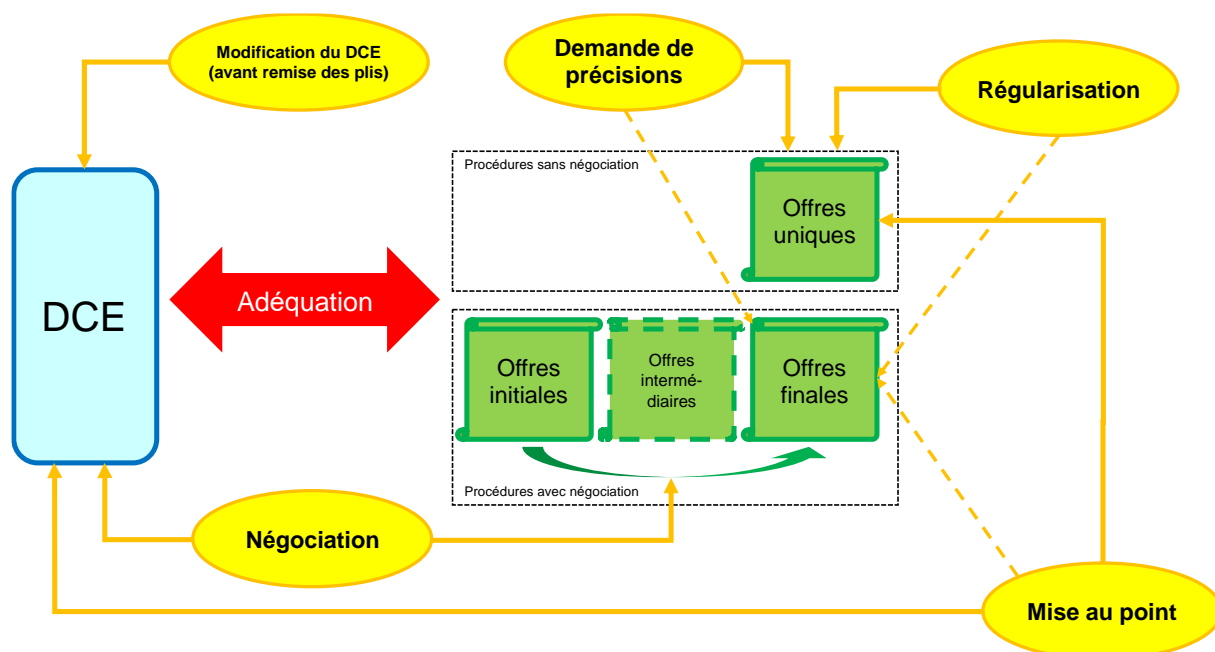 Modification du DCE
(avant remise des plis)
Demande de
précisions
Régularisation
Procédures sans négociation
Offres
uniques
DCE
Adéquation
Offres
initiales
Offres
intermé-
diaires
Offres
finales
Procédures avec négociation
Négociation
Mise au point